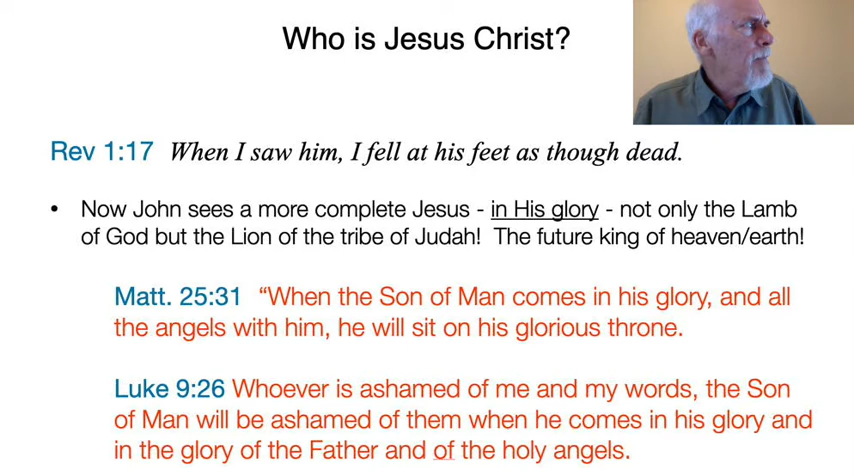 Who is Jesus Christ?
Rev 1:17 When I saw him, I fell at his feet as though dead.
• Now John sees a more complete Jesus - in His glory - not only the Lamb
of God but the Lion of the tribe of Judah! The future king of heaven/earth!
Matt. 25:31 “When the Son of Man comes in his glory, and all
the angels with him, he will sit on his glorious throne.
Luke 9:26 Whoever is ashamed of me and my words, the Son
of Man will be ashamed of them when he comes in his glory and
in the glory of the Father and of the holy angels.